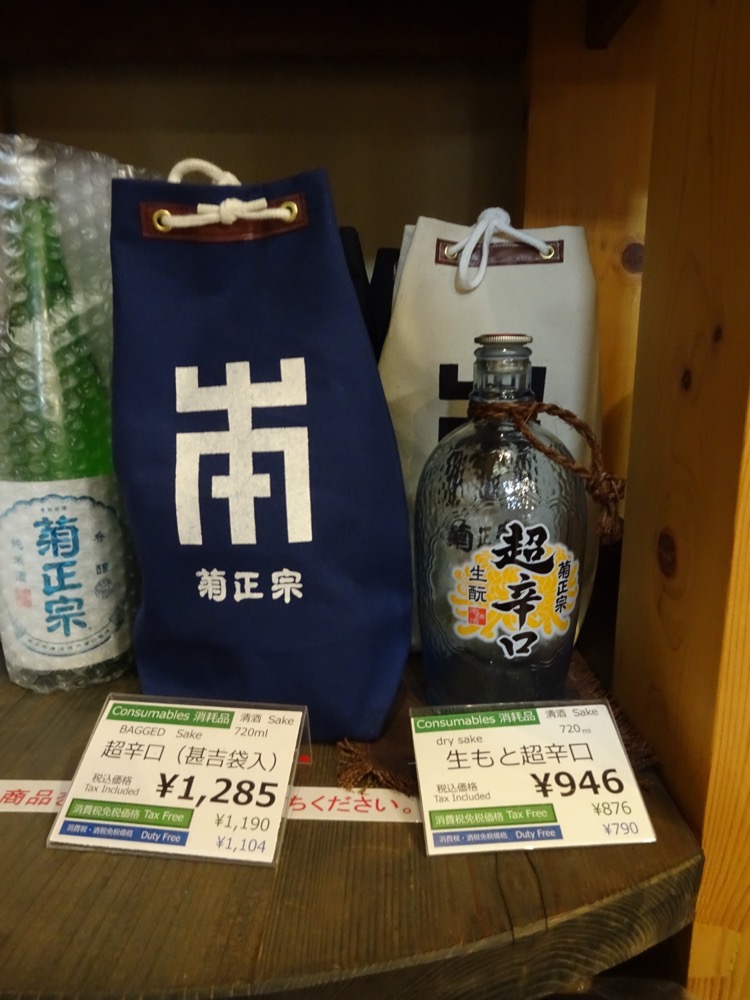 菊正宗
純米酒
菊正宗
超辛口
生酛
菊正宗
Consumables 消耗品
清酒 Sake
BAGGED Sake
720ml
超辛口（甚吉袋入）
税込価格
Tax Included
¥1,285
消費税免税価格 Tax Free
¥1,190
消費税・酒税免税価格 Duty Free
¥1,104
Consumables 消耗品
清酒 Sake
dry sake
720ml
生もと超辛口
税込価格
Tax Included
¥946
消費税免税価格 Tax Free
¥876
消費税・酒税免税価格 Duty Free
¥790
商品
ちください。